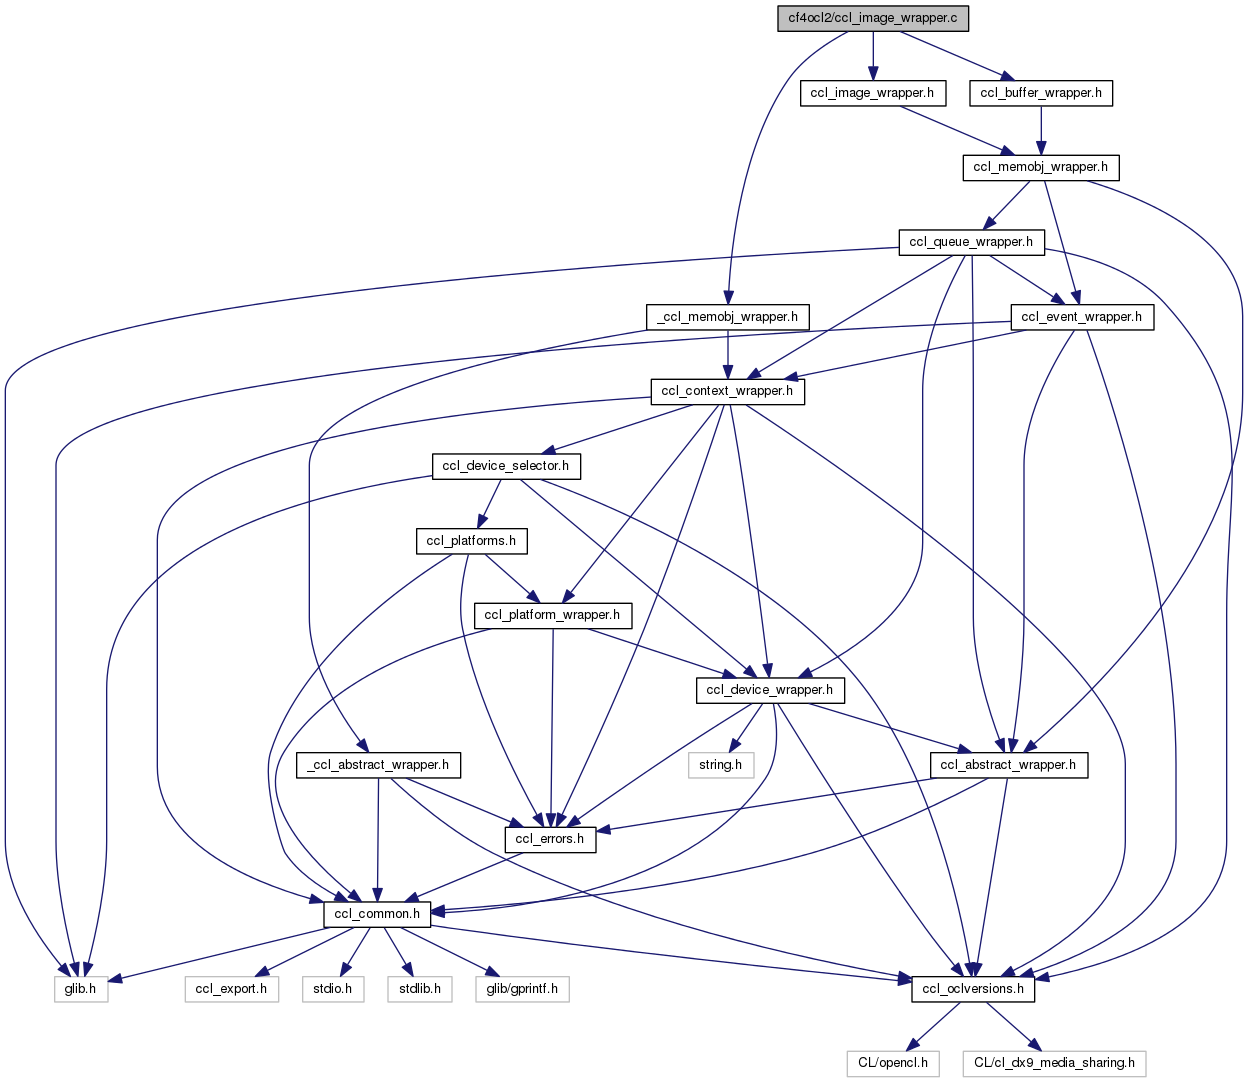 cf4ocl2/ccl_image_wrapper.c
ccl_image_wrapper.h
ccl_buffer_wrapper.h
ccl_memobj_wrapper.h
ccl_queue_wrapper.h
_ccl_memobj_wrapper.h
ccl_event_wrapper.h
ccl_context_wrapper.h
ccl_device_selector.h
ccl_platforms.h
ccl_platform_wrapper.h
ccl_device_wrapper.h
_ccl_abstract_wrapper.h
string.h
ccl_abstract_wrapper.h
ccl_errors.h
ccl_common.h
glib.h
ccl_export.h
stdio.h
stdlib.h
glib/gprintf.h
ccl_oclversions.h
CL/opencl.h
CL/cl_dx9_media_sharing.h